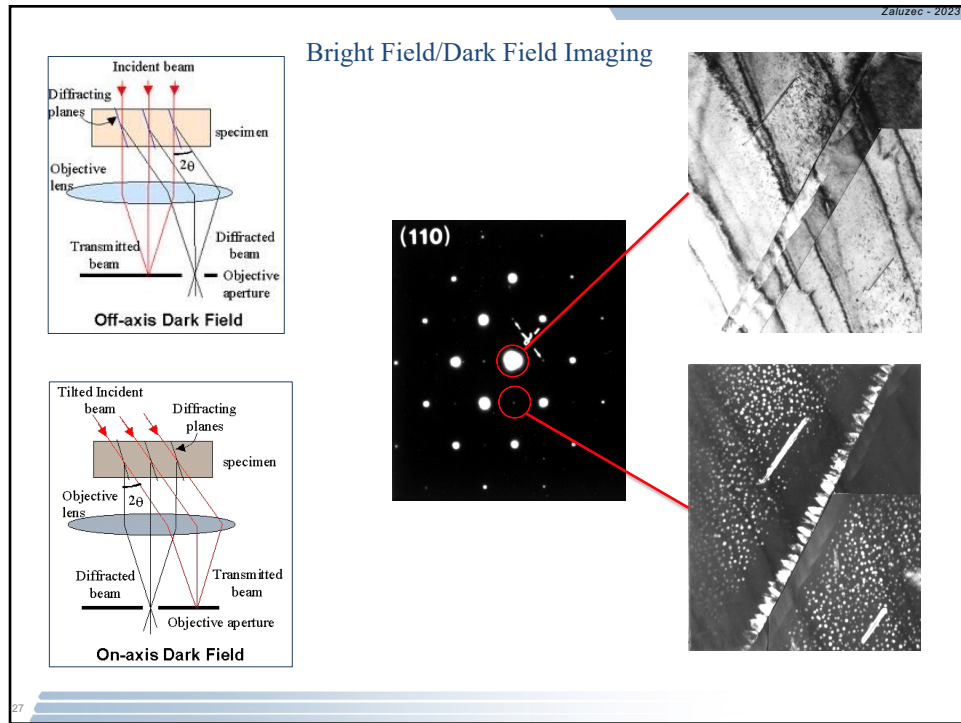 Zaluzec - 2023
Bright Field/Dark Field Imaging
Incident beam
Diffracting
planes
specimen
2θ
Objective
lens
Transmitted
beam
Diffracted
beam
Objective
aperture
Off-axis Dark Field
(110)
Tilted Incident
beam
Diffracting
planes
specimen
Objective
lens
2θ
Diffracted
beam
Transmitted
beam
Objective aperture
On-axis Dark Field
27